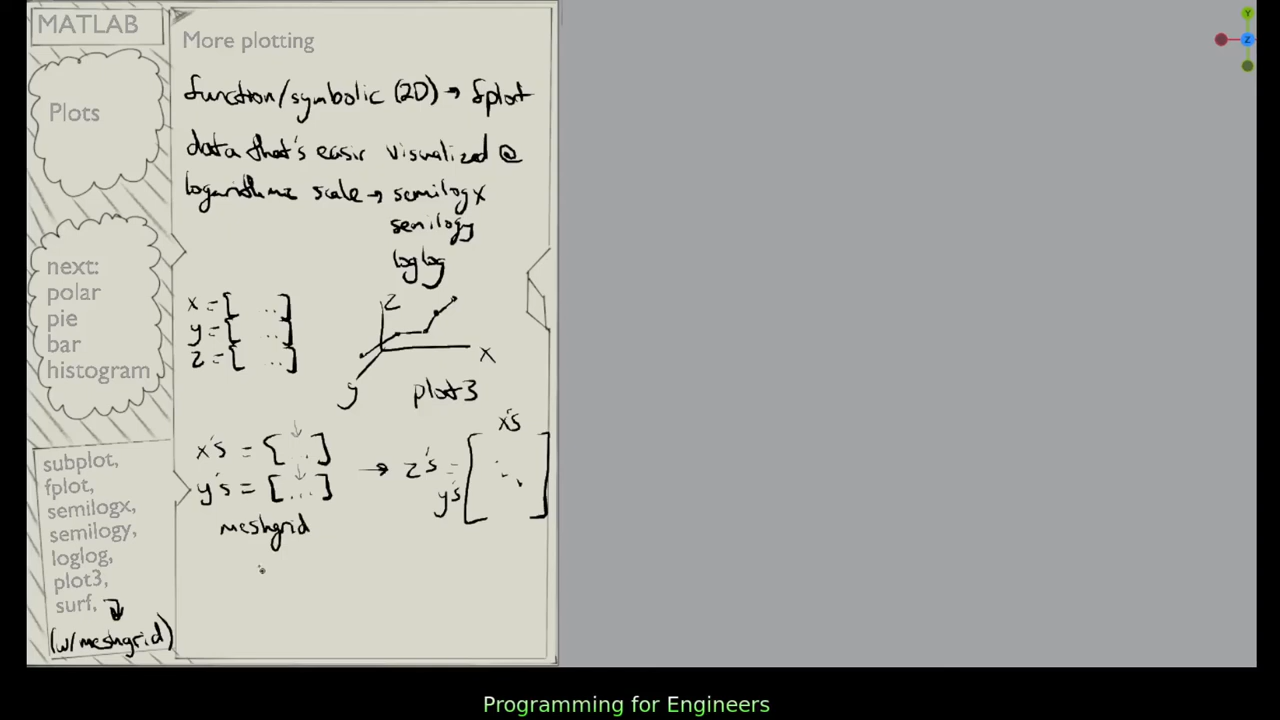 MATLAB
Plots
next:
polar
pie
bar
histogram
subplot,
fplot,
semilogx,
semilogy,
loglog,
plot3,
surf,
(w/meshgrid)
More plotting
function/symbolic (2D) → fplot
data that's easir visualized @
logarithmic scale → semilogx
semilogy
loglog
x = [ ..]
y = [ ..]
z = [ ..]
z
x
y
plot3
x's = [ ..]
y's = [ ... ]
meshgrid
→ z's =
x's
y's
Y
Z
Programming for Engineers